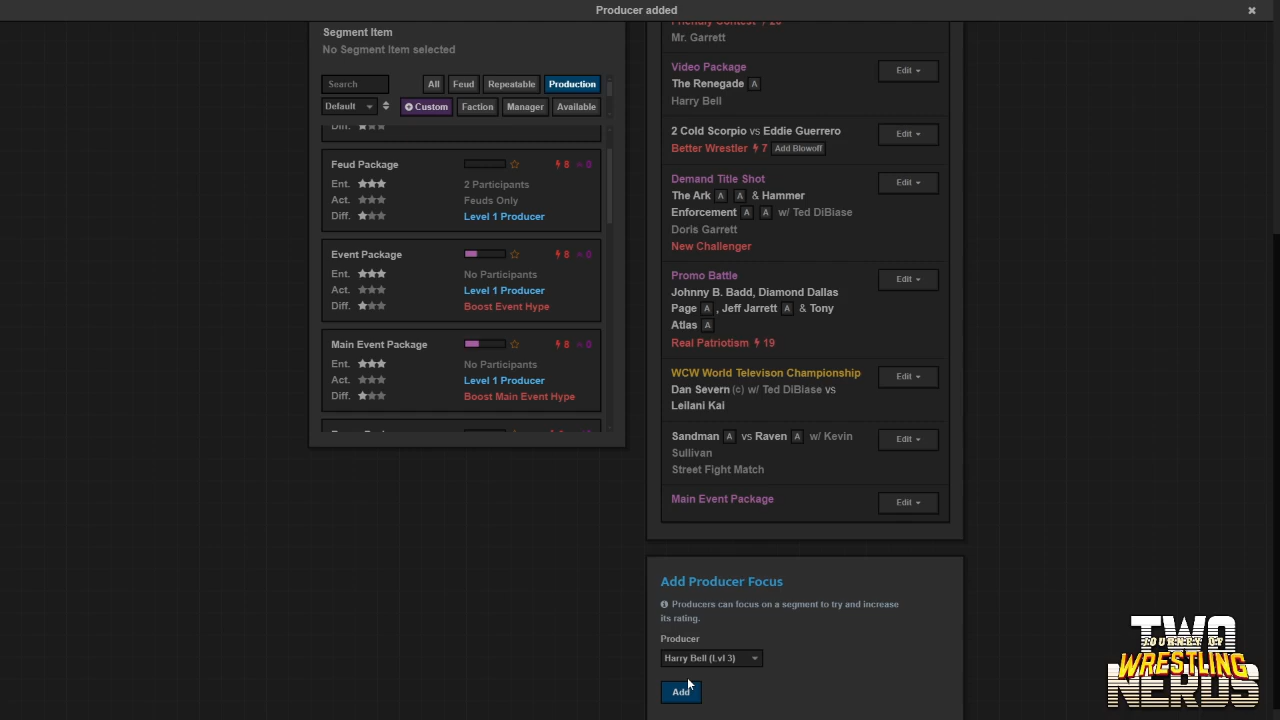 Producer added
Segment Item
No Segment Item selected
Search
All
Feud
Repeatable
Production
Default
Custom
Faction
Manager
Available
Diff.
Feud Package
8
0
Ent.
2 Participants
Act.
Feuds Only
Diff.
Level 1 Producer
Event Package
8
0
Ent.
No Participants
Act.
Level 1 Producer
Diff.
Boost Event Hype
Main Event Package
8
0
Ent.
No Participants
Act.
Level 1 Producer
Diff.
Boost Main Event Hype
Friendly Contest
Mr. Garrett
Video Package
Edit
The Renegade A
Harry Bell
2 Cold Scorpio vs Eddie Guerrero
Edit
Better Wrestler 7 Add Blowoff
Demand Title Shot
Edit
The Ark A A & Hammer
Enforcement A A w/ Ted DiBiase
Doris Garrett
New Challenger
Promo Battle
Edit
Johnny B. Badd, Diamond Dallas
Page A , Jeff Jarrett A & Tony
Atlas A
Real Patriotism 19
WCW World Televison Championship
Edit
Dan Severn (c) w/ Ted DiBiase vs
Leilani Kai
Sandman A vs Raven A w/ Kevin
Edit
Sullivan
Street Fight Match
Main Event Package
Edit
Add Producer Focus
Producers can focus on a segment to try and increase
its rating.
Producer
Harry Bell (Lvl 3)
Add
TWO
JOURNEY OF
WRESTLING
NERDS